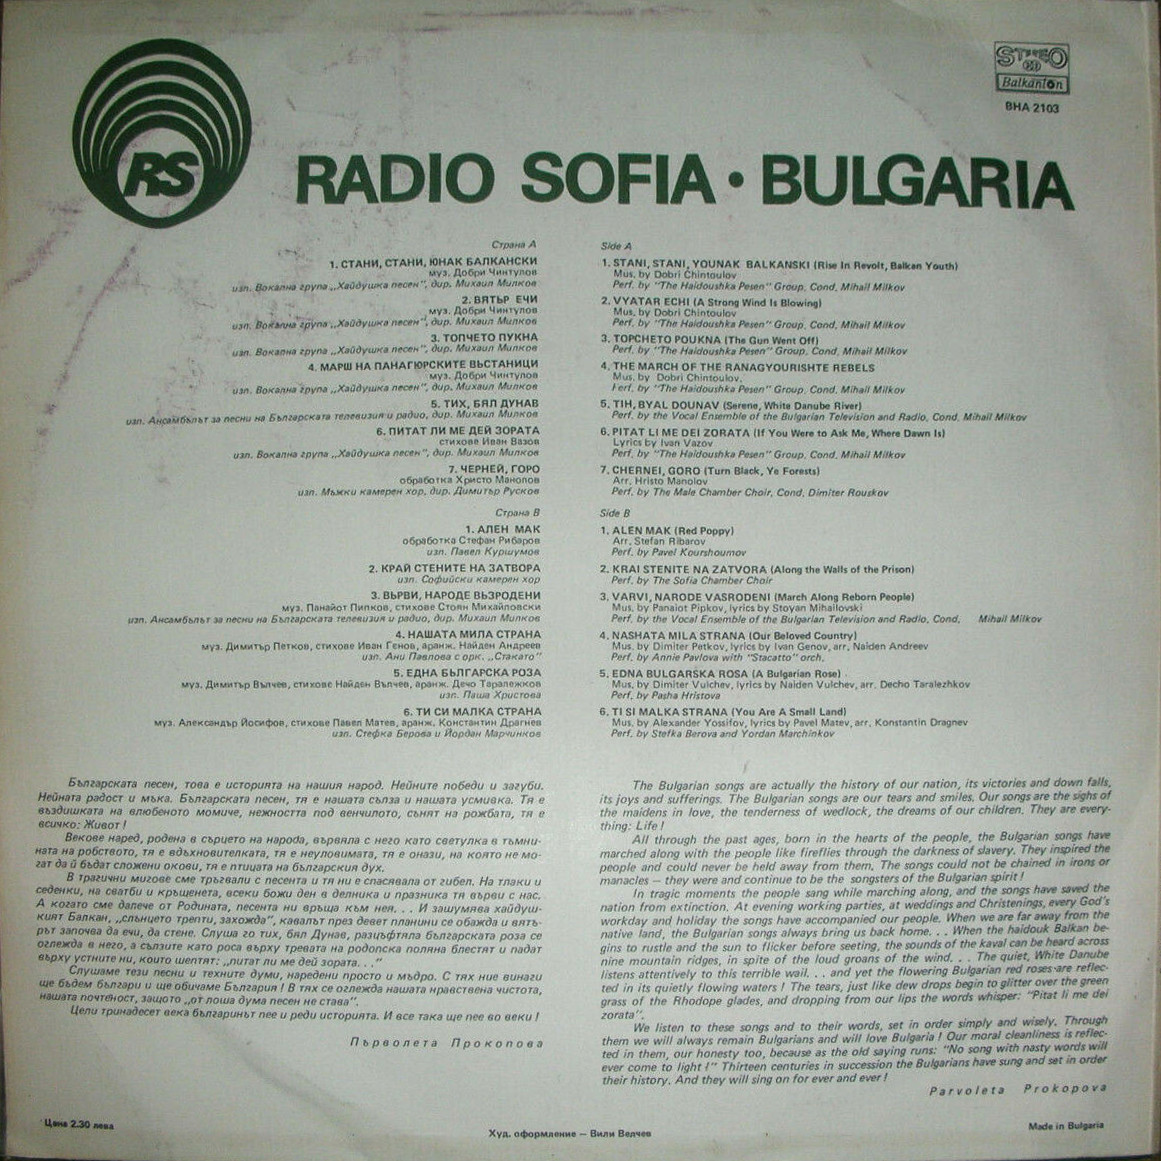 STEREO
Balkanton
BHA 2103
RS
RADIO SOFIA • BULGARIA
Страна А
1. СТАНИ, СТАНИ, ЮНАК БАЛКАНСКИ
муз. Добри Чинтулов
изп. Вокална група „Хайдушка песен”, дир. Михаил Милков
2. ВЯТЪР ЕЧИ
муз. Добри Чинтулов
изп. Вокална група „Хайдушка песен”, дир. Михаил Милков
3. ТОПЧЕТО ПУКНА
изп. Вокална група „Хайдушка песен”, дир. Михаил Милков
4. МАРШ НА ПАНАГЮРСКИТЕ ВЪСТАНИЦИ
муз. Добри Чинтулов
изп. Вокална група „Хайдушка песен”, дир. Михаил Милков
5. ТИХ, БЯЛ ДУНАВ
изп. Ансамбълът за песни на Българската телевизия и радио, дир. Михаил Милков
6. ПИТАТ ЛИ МЕ ДЕЙ ЗОРАТА
стихове Иван Вазов
изп. Вокална група „Хайдушка песен”, дир. Михаил Милков
7. ЧЕРНЕЙ, ГОРО
обработка Христо Манолов
изп. Мъжки камерен хор, дир. Димитър Русков
Страна В
1. АЛЕН МАК
обработка Стефан Рибаров
изп. Павел Куршумов
2. КРАЙ СТЕНИТЕ НА ЗАТВОРА
изп. Софийски камерен хор
3. ВЪРВИ, НАРОДЕ ВЪЗРОДЕНИ
муз. Панайот Пипков, стихове Стоян Михайловски
изп. Ансамбълът за песни на Българската телевизия и радио, дир. Михаил Милков
4. НАШАТА МИЛА СТРАНА
муз. Димитър Петков, стихове Иван Генов, аранж. Найден Андреев
изп. Ани Павлова с орк. „Стакато”
5. ЕДНА БЪЛГАРСКА РОЗА
муз. Димитър Вълчев, стихове Найден Вълчев, аранж. Дечо Таралежков
изп. Паша Христова
6. ТИ СИ МАЛКА СТРАНА
муз. Александър Йосифов, стихове Павел Матев, аранж. Константин Драгнев
изп. Стефка Берова и Йордан Марчинков
Side A
1. STANI, STANI, YOUNAK BALKANSKI (Rise In Revolt, Balkan Youth)
Mus. by Dobri Chintoulov
Perf. by "The Haidoushka Pesen" Group, Cond. Mihail Milkov
2. VYATAR ECHI (A Strong Wind Is Blowing)
Mus. by Dobri Chintoulov
Perf. by "The Haidoushka Pesen" Group, Cond. Mihail Milkov
3. TOPCHETO POUKNA (The Gun Went Off)
Perf. by "The Haidoushka Pesen" Group, Cond. Mihail Milkov
4. THE MARCH OF THE RANAGYOURISHTE REBELS
Mus. by Dobri Chintoulov,
Perf. by "The Haidoushka Pesen" Group, Cond. Mihail Milkov
5. TIH, BYAL DOUNAV (Serene, White Danube River)
Perf. by the Vocal Ensemble of the Bulgarian Television and Radio, Cond. Mihail Milkov
6. PITAT LI ME DEI ZORATA (If You Were to Ask Me, Where Dawn Is)
Lyrics by Ivan Vazov
Perf. by "The Haidoushka Pesen" Group, Cond. Mihail Milkov
7. CHERNEI, GORO (Turn Black, Ye Forests)
Arr. Hristo Manolov
Perf. by The Male Chamber Choir, Cond. Dimiter Rouskov
Side B
1. ALEN MAK (Red Poppy)
Arr. Stefan Ribarov
Perf. by Pavel Kourshoumov
2. KRAI STENITE NA ZATVORA (Along the Walls of the Prison)
Perf. by The Sofia Chamber Choir
3. VARVI, NARODE VASRODENI (March Along Reborn People)
Mus. by Panaiot Pipkov, lyrics by Stoyan Mihailovski
Perf. by the Vocal Ensemble of the Bulgarian Television and Radio, Cond. Mihail Milkov
4. NASHATA MILA STRANA (Our Beloved Country)
Mus. by Dimiter Petkov, lyrics by Ivan Genov, arr. Naiden Andreev
Perf. by Annie Pavlova with "Stacatto" orch.
5. EDNA BULGARSKA ROSA (A Bulgarian Rose)
Mus. by Dimiter Vulchev, lyrics by Naiden Vulchev, arr. Decho Taralezhkov
Perf. by Pasha Hristova
6. TI SI MALKA STRANA (You Are A Small Land)
Mus. by Alexander Yossifov, lyrics by Pavel Matev, arr. Konstantin Dragnev
Perf. by Stefka Berova and Yordan Marchinkov
Българската песен, това е историята на нашия народ. Нейните победи и загуби.
Нейната радост и мъка. Българската песен, тя е нашата сълза и нашата усмивка. Тя е
въздишката на влюбеното момиче, нежността под венчилото, сънят на рожбата, тя е
всичко: Живот !
Векове наред, родена в сърцето на народа, вървяла с него като светулка в тъмни-
ната на робството, тя е вдъхновителката, тя е неуловимата, тя е онази, на която не мо-
гат да й бъдат сложени окови, тя е птицата на българския дух.
В трагични мигове сме тръгвали с песента и тя ни е спасявала от гибел. На тлаки и
седенки, на сватби и кръщенета, всеки божи ден в делника и празника тя върви с нас.
А когато сме далече от Родината, песента ни връща към нея. . . И зашумява хайдуш-
кият Балкан, „слънцето трепти, захожда”, кавалът през девет планини се обажда и вятъ-
рът започва да ечи, да стене. Слуша го тих, бял Дунав, разцъфтяла българската роза се
оглежда в него, а сълзите като роса върху тревата на родопска поляна блестят и падат
върху устните ни, които шептят: „питат ли ме дей зората. . .”
Слушаме тези песни и техните думи, наредени просто и мъдро. С тях ние винаги
ще бъдем българи и ще обичаме България ! В тях се оглежда нашата нравствена чистота,
нашата почтеност, защото „от лоша дума песен не става”.
Цели тринадесет века българинът пее и реди историята. И все така ще пее во веки !
Първолета Прокопова
The Bulgarian songs are actually the history of our nation, its victories and down falls,
its joys and sufferings. The Bulgarian songs are our tears and smiles. Our songs are the sighs of
the maidens in love, the tenderness of wedlock, the dreams of our children. They are every-
thing: Life !
All through the past ages, born in the hearts of the people, the Bulgarian songs have
marched along with the people like fireflies through the darkness of slavery. They inspired the
people and could never be held away from them. The songs could not be chained in irons or
manacles — they were and continue to be the songsters of the Bulgarian spirit !
In tragic moments the people sang while marching along, and the songs have saved the
nation from extinction. At evening working parties, at weddings and Christenings, every God's
workday and holiday the songs have accompanied our people. When we are far away from the
native land, the Bulgarian songs always bring us back home. . . When the haidouk Balkan be-
gins to rustle and the sun to flicker before seeting, the sounds of the kaval can be heard across
nine mountain ridges, in spite of the loud groans of the wind. . . The quiet, White Danube
listens attentively to this terrible wail. . . and yet the flowering Bulgarian red roses are reflec-
ted in its quietly flowing waters ! The tears, just like dew drops begin to glitter over the green
grass of the Rhodope glades, and dropping from our lips the words whisper: "Pitat li me dei
zorata".
We listen to these songs and to their words, set in order simply and wisely. Through
them we will always remain Bulgarians and will love Bulgaria ! Our moral cleanliness is reflec-
ted in them, our honesty too, because as the old saying runs: "No song with nasty words will
ever come to light !" Thirteen centuries in succession the Bulgarians have sung and set in order
their history. And they will sing on for ever and ever !
Parvoleta Prokopova
Цена 2.30 лева
Худ. оформление — Вили Велчев
Made in Bulgaria